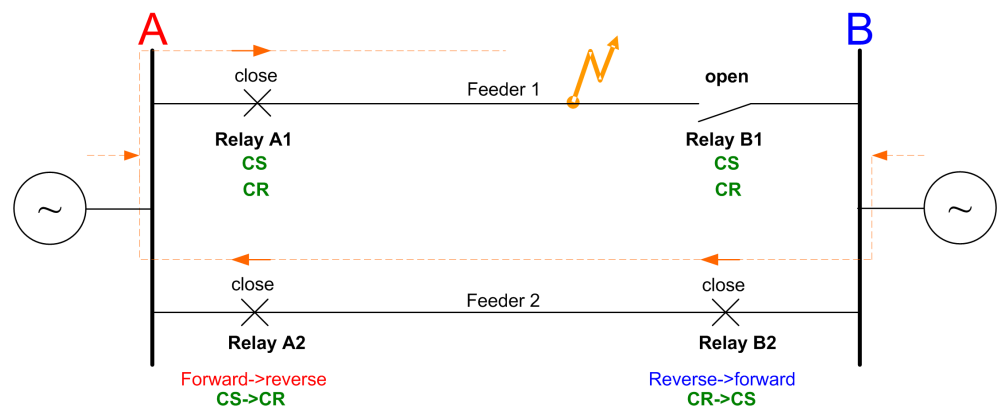 A
B
close
Feeder 1
open
Relay A1
CS
CR
Relay B1
CS
CR
~
~
close
Feeder 2
close
Relay A2
Relay B2
Forward->reverse
CS->CR
Reverse->forward
CR->CS